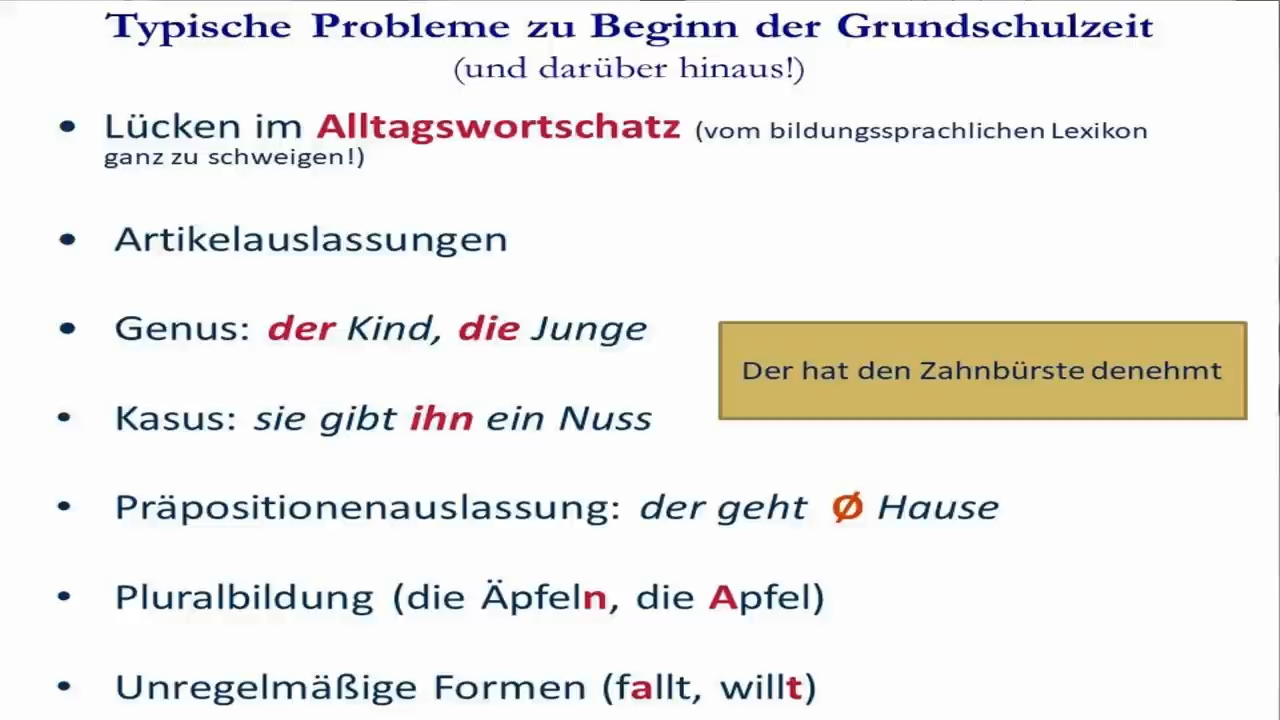 Typische Probleme zu Beginn der Grundschulzeit
(und darüber hinaus!)
• Lücken im Alltagswortschatz (vom bildungssprachlichen Lexikon
ganz zu schweigen!)
• Artikelauslassungen
• Genus: der Kind, die Junge
Der hat den Zahnbürste denehmt
• Kasus: sie gibt ihn ein Nuss
• Präpositionenauslassung: der geht Ø Hause
• Pluralbildung (die Äpfeln, die Apfel)
• Unregelmäßige Formen (fallt, willt)